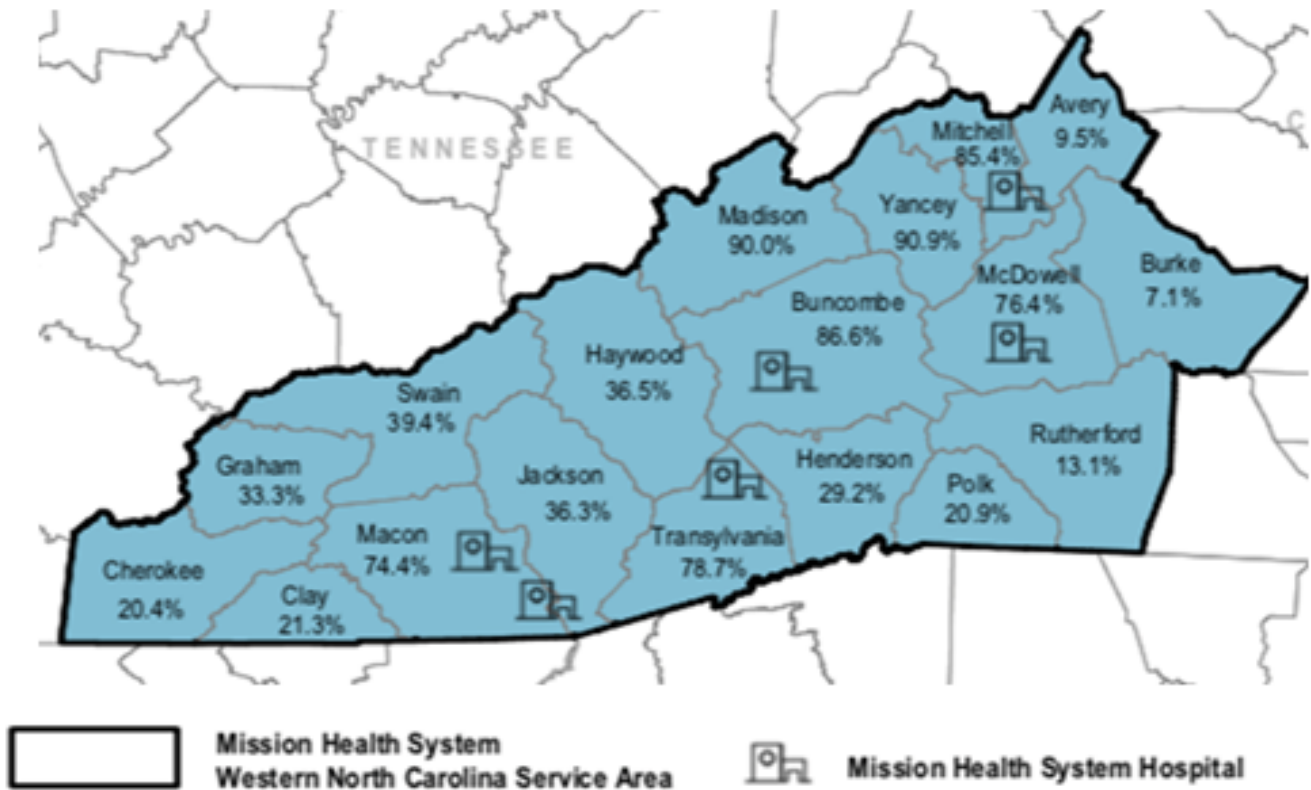 TENNESSEE
C
Avery
9.5%
Mitchell
85.4%
Madison
90.0%
Yancey
90.9%
McDowell
76.4%
Burke
7.1%
Buncombe
86.6%
Haywood
36.5%
Swain
39.4%
Rutherford
13.1%
Graham
33.3%
Jackson
36.3%
Henderson
29.2%
Polk
20.9%
Macon
74.4%
Transylvania
78.7%
Cherokee
20.4%
Clay
21.3%
Mission Health System
Western North Carolina Service Area
Mission Health System Hospital